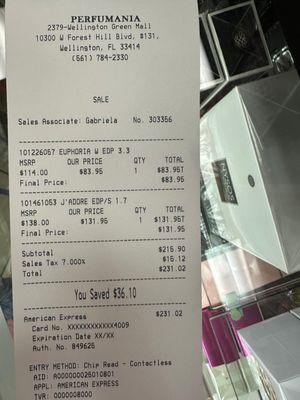 PERFUMANIA
2379-Wellington Green Mall
10300 W Forest Hill Blvd, #131,
Wellington, FL 33414
(561) 784-2330
SALE
Sales Associate: Gabriela No. 303356
101226057 EUPHORIA W EDP 3.3
MSRP OUR PRICE QTY TOTAL
$114.00 $83.95 1 $83.95T
Final Price: $83.95
101461053 J'ADORE EDP/S 1.7
MSRP OUR PRICE QTY TOTAL
$138.00 $131.95 1 $131.95T
Final Price: $131.95
Subtotal $215.90
Sales Tax 7.000% $15.12
Total $231.02
You Saved $36.10
American Express $231.02
Card No. XXXXXXXXXXX4009
Expiration Date XX/XX
Auth. No. 849625
ENTRY METHOD: Chip Read - Contactless
AID: A000000025010801
APPL: AMERICAN EXPRESS
TVR: 0000008000